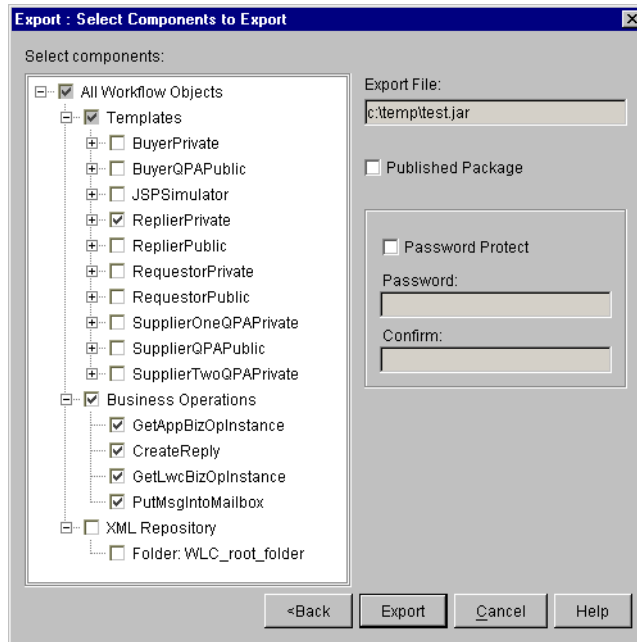 Export : Select Components to Export
Select components:
All Workflow Objects
Templates
BuyerPrivate
BuyerQPAPublic
JSPSimulator
ReplierPrivate
ReplierPublic
RequestorPrivate
RequestorPublic
SupplierOneQPAPrivate
SupplierQPAPublic
SupplierTwoQPAPrivate
Business Operations
GetAppBizOpInstance
CreateReply
GetLwcBizOpInstance
PutMsgIntoMailbox
XML Repository
Folder: WLC_root_folder
Export File:
c:\temp\test.jar
Published Package
Password Protect
Password:
Confirm:
<Back Export Cancel Help